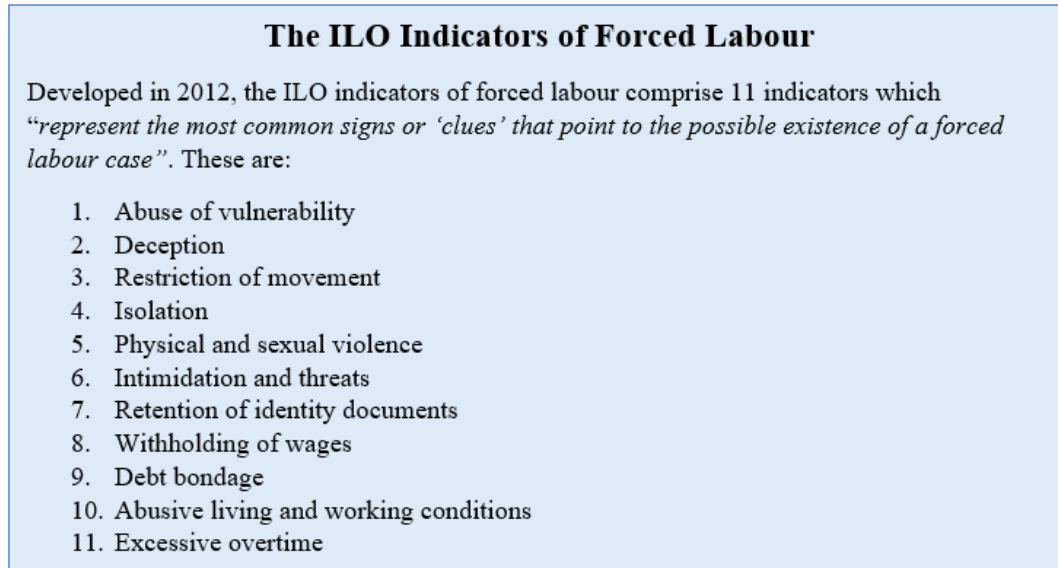 The ILO Indicators of Forced Labour
Developed in 2012, the ILO indicators of forced labour comprise 11 indicators which
“represent the most common signs or ‘clues’ that point to the possible existence of a forced
labour case”. These are:
1. Abuse of vulnerability
2. Deception
3. Restriction of movement
4. Isolation
5. Physical and sexual violence
6. Intimidation and threats
7. Retention of identity documents
8. Withholding of wages
9. Debt bondage
10. Abusive living and working conditions
11. Excessive overtime